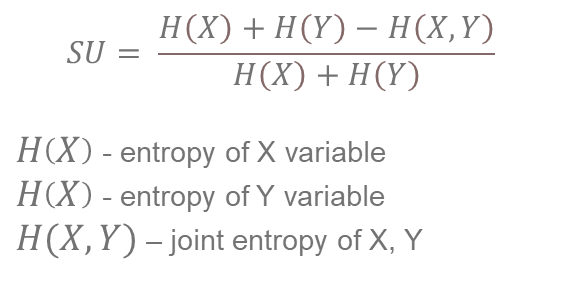 SU = H(X) + H(Y) − H(X,Y) / H(X) + H(Y)
H(X) - entropy of X variable
H(X) - entropy of Y variable
H(X,Y) – joint entropy of X, Y